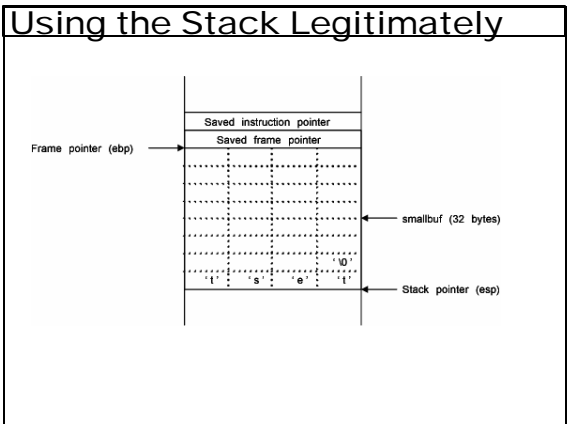 Using the Stack Legitimately
Saved instruction pointer
Saved frame pointer
Frame pointer (ebp)
smallbuf (32 bytes)
'\0'
't' 's' 'e' 't'
Stack pointer (esp)